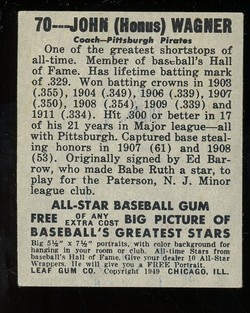 70---JOHN (Honus) WAGNER
Coach—Pittsburgh Pirates
One of the greatest shortstops of
all-time. Member of baseball's Hall
of Fame. Has lifetime batting mark
of .329. Won batting crowns in 1903
(.355), 1904 (.349), 1906 (.339), 1907
(.350), 1908 (.354), 1909 (.339) and
1911 (.334). Hit .300 or better in 17
of his 21 years in Major league—all
with Pittsburgh. Captured base steal-
ing honors in 1907 (61) and 1908
(53). Originally signed by Ed Bar-
row, who made Babe Ruth a star, to
play for the Paterson, N. J. Minor
league club.
ALL-STAR BASEBALL GUM
FREE OF ANY EXTRA COST BIG PICTURE OF
BASEBALL'S GREATEST STARS
Big 5½" x 7½" portraits, with color background for
hanging in your room or club. All-time Stars from
baseball's Hall of Fame. Give your dealer 10 All-Star
Wrappers. He will give you a FREE Portrait.
LEAF GUM CO. Copyright 1949 CHICAGO, ILL.